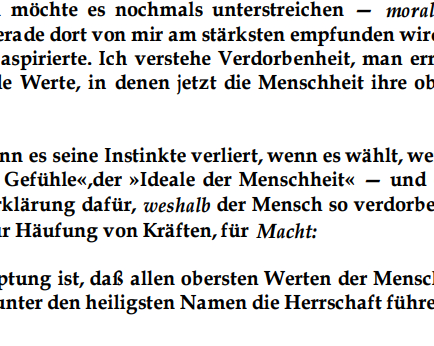 möchte es nochmals unterstreichen — moral
erade dort von mir am stärksten empfunden wird
aspirierte. Ich verstehe Verdorbenheit, man err
le Werte, in denen jetzt die Menschheit ihre ob
nn es seine Instinkte verliert, wenn es wählt, we
Gefühle«,der »Ideale der Menschheit« — und
rklärung dafür, weshalb der Mensch so verdorbe
ur Häufung von Kräften, für Macht:
ptung ist, daß allen obersten Werten der Mensch
unter den heiligsten Namen die Herrschaft führe